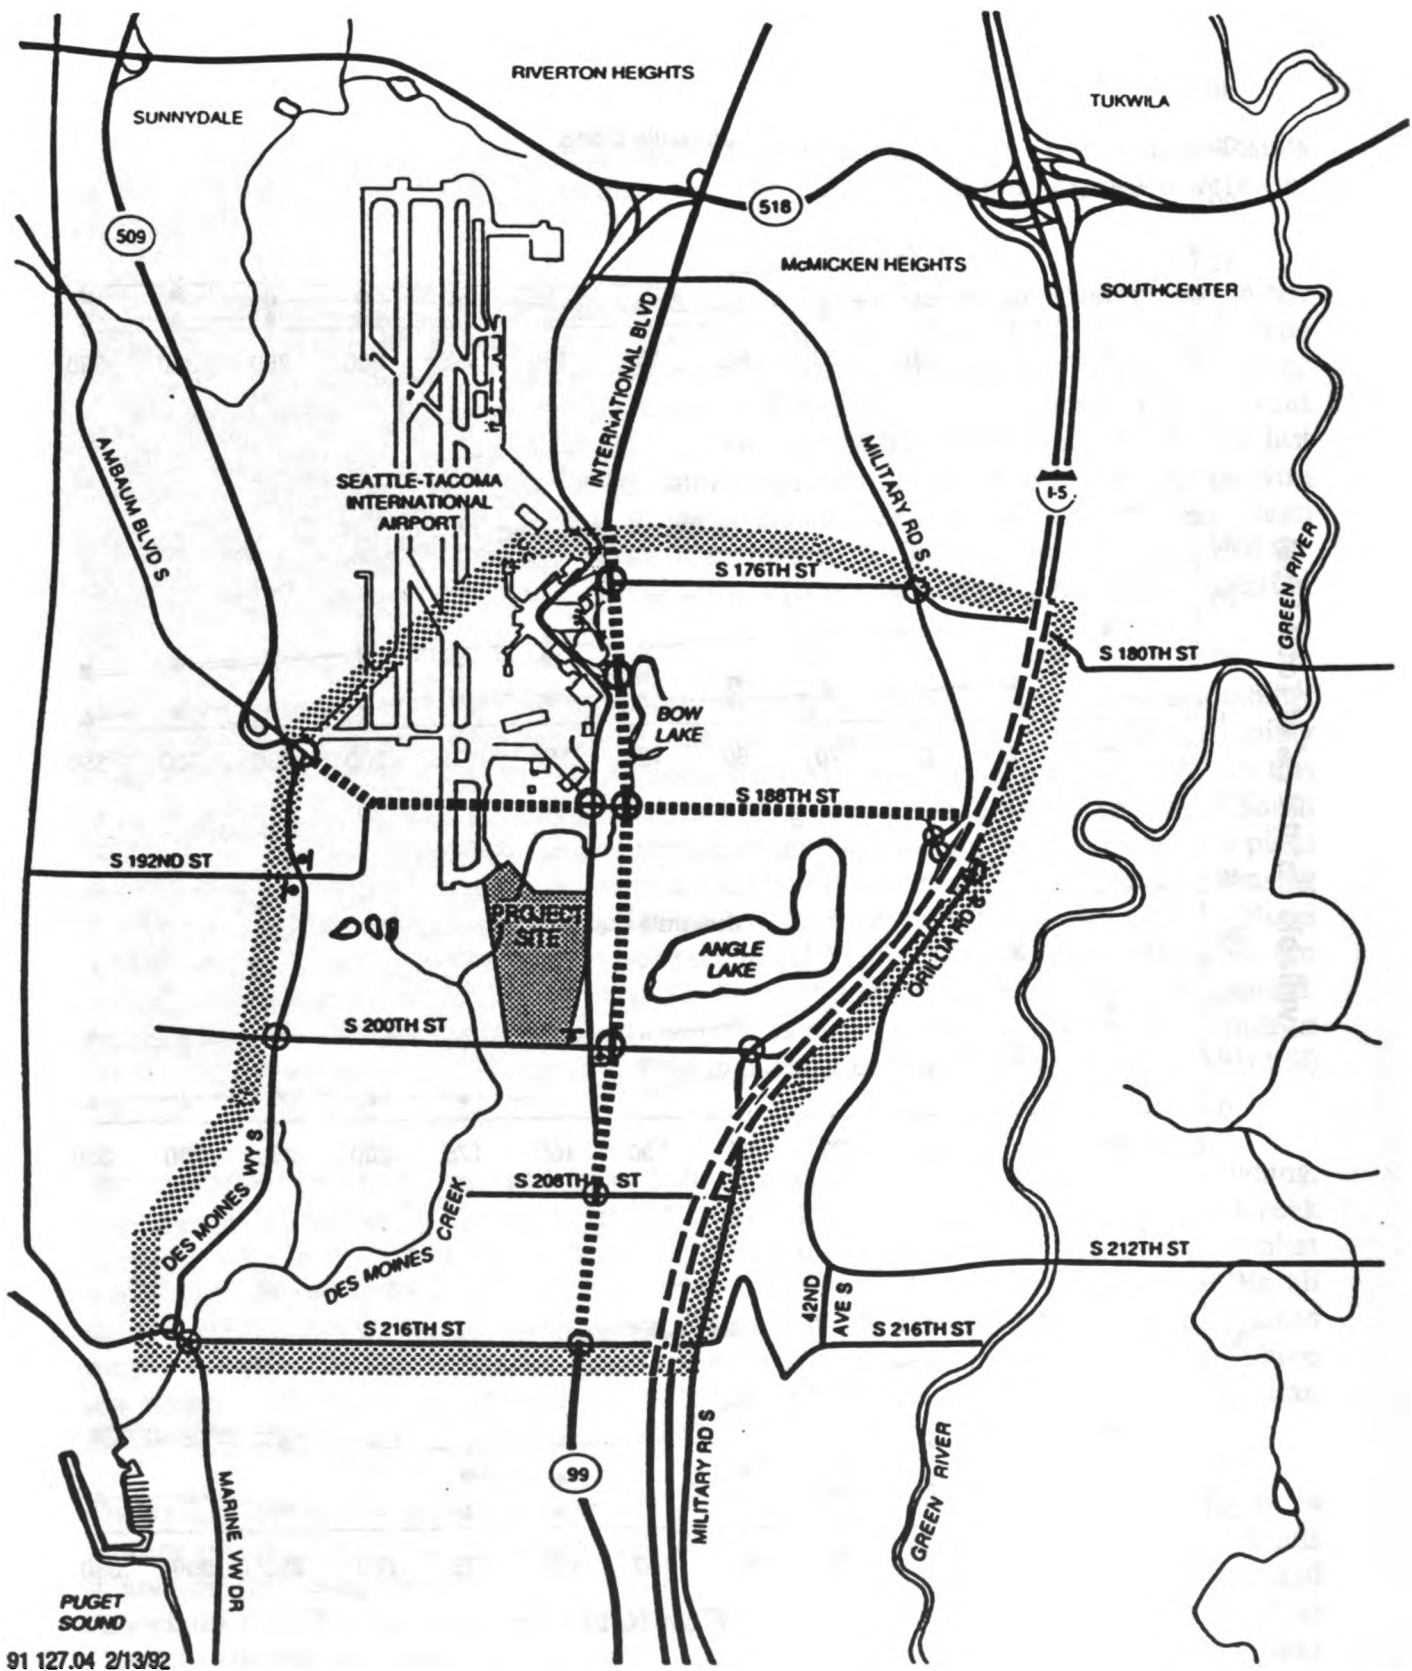 RIVERTON HEIGHTS
TUKWILA
SUNNYDALE
518
509
McMICKEN HEIGHTS
SOUTHCENTER
INTERNATIONAL BLVD
AMBAUM BLVD S
MILITARY RD S
SEATTLE-TACOMA
INTERNATIONAL
AIRPORT
I-5
GREEN RIVER
S 176TH ST
S 180TH ST
BOW
LAKE
S 188TH ST
S 192ND ST
PROJECT
SITE
ANGLE
LAKE
ORILLIA RD S
S 200TH ST
DES MOINES WY S
S 208TH ST
DES MOINES CREEK
S 212TH ST
42ND
AVE S
S 216TH ST
S 216TH ST
99
MILITARY RD S
GREEN RIVER
MARINE VW DR
PUGET
SOUND
91 127.04 2/13/92